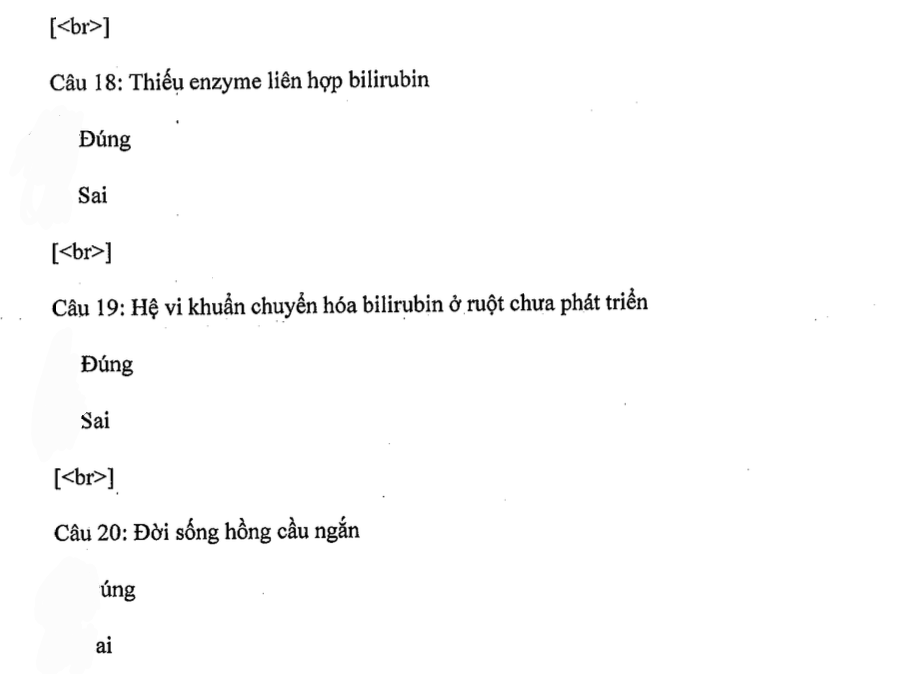 [<br>]
Câu 18: Thiếu enzyme liên hợp bilirubin
Đúng
Sai
[<br>]
Câu 19: Hệ vi khuẩn chuyển hóa bilirubin ở ruột chưa phát triển
Đúng
Sai
[<br>]
Câu 20: Đời sống hồng cầu ngắn
úng
ai